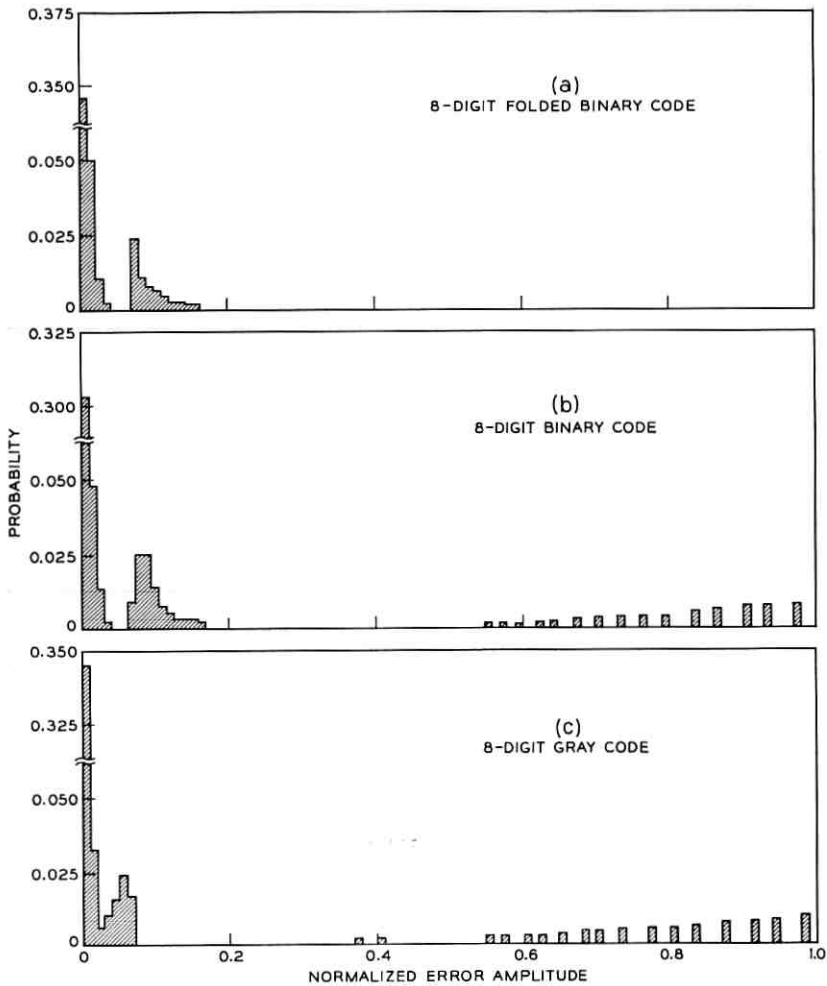 0.375
0.350
(a)
8-DIGIT FOLDED BINARY CODE
0.050
0.025
0
0.325
0.300
(b)
8-DIGIT BINARY CODE
0.050
0.025
0
PROBABILITY
0.350
0.325
(c)
8-DIGIT GRAY CODE
0.050
0.025
0
0 0.2 0.4 0.6 0.8 1.0
NORMALIZED ERROR AMPLITUDE